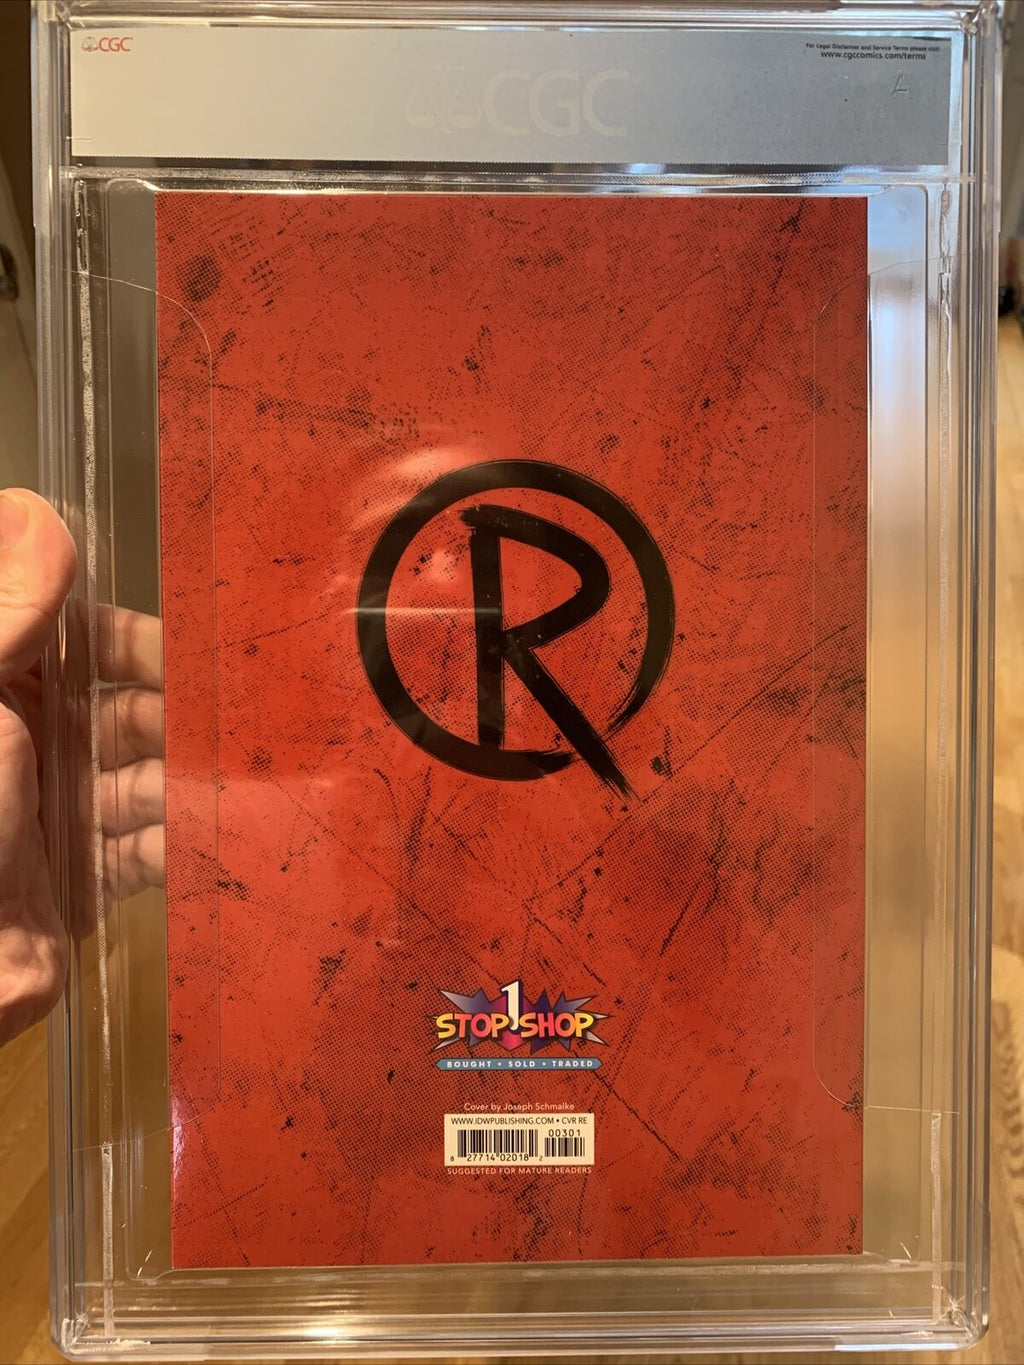 CGC
For Legal Disclaimer and Service Terms please visit:
www.cgccomics.com/terms
CGC
R
1
STOP SHOP
BOUGHT • SOLD • TRADED
Cover by Joseph Schmalke
WWW.IDWPUBLISHING.COM • CVR RE
00301
8 27714 02018 2
SUGGESTED FOR MATURE READERS